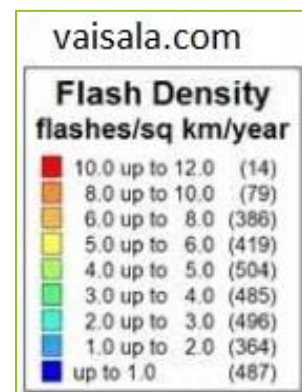 vaisala.com
Flash Density
flashes/sq km/year
10.0 up to 12.0 (14)
8.0 up to 10.0 (79)
6.0 up to 8.0 (386)
5.0 up to 6.0 (419)
4.0 up to 5.0 (504)
3.0 up to 4.0 (485)
2.0 up to 3.0 (496)
1.0 up to 2.0 (364)
up to 1.0 (487)